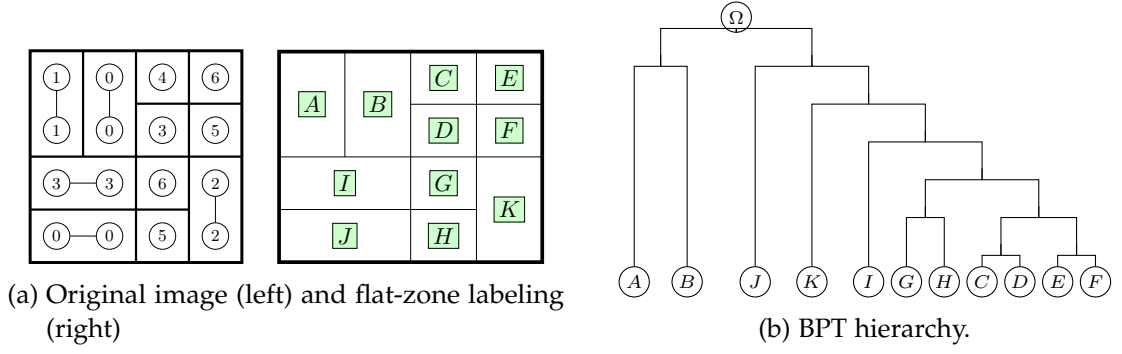 Ω
1 0 4 6
1 0 3 5
3 3 6 2
0 0 5 2
C E
A B
D F
I G
K
J H
A B J K I G H C D E F
(a) Original image (left) and flat-zone labeling
(right)
(b) BPT hierarchy.